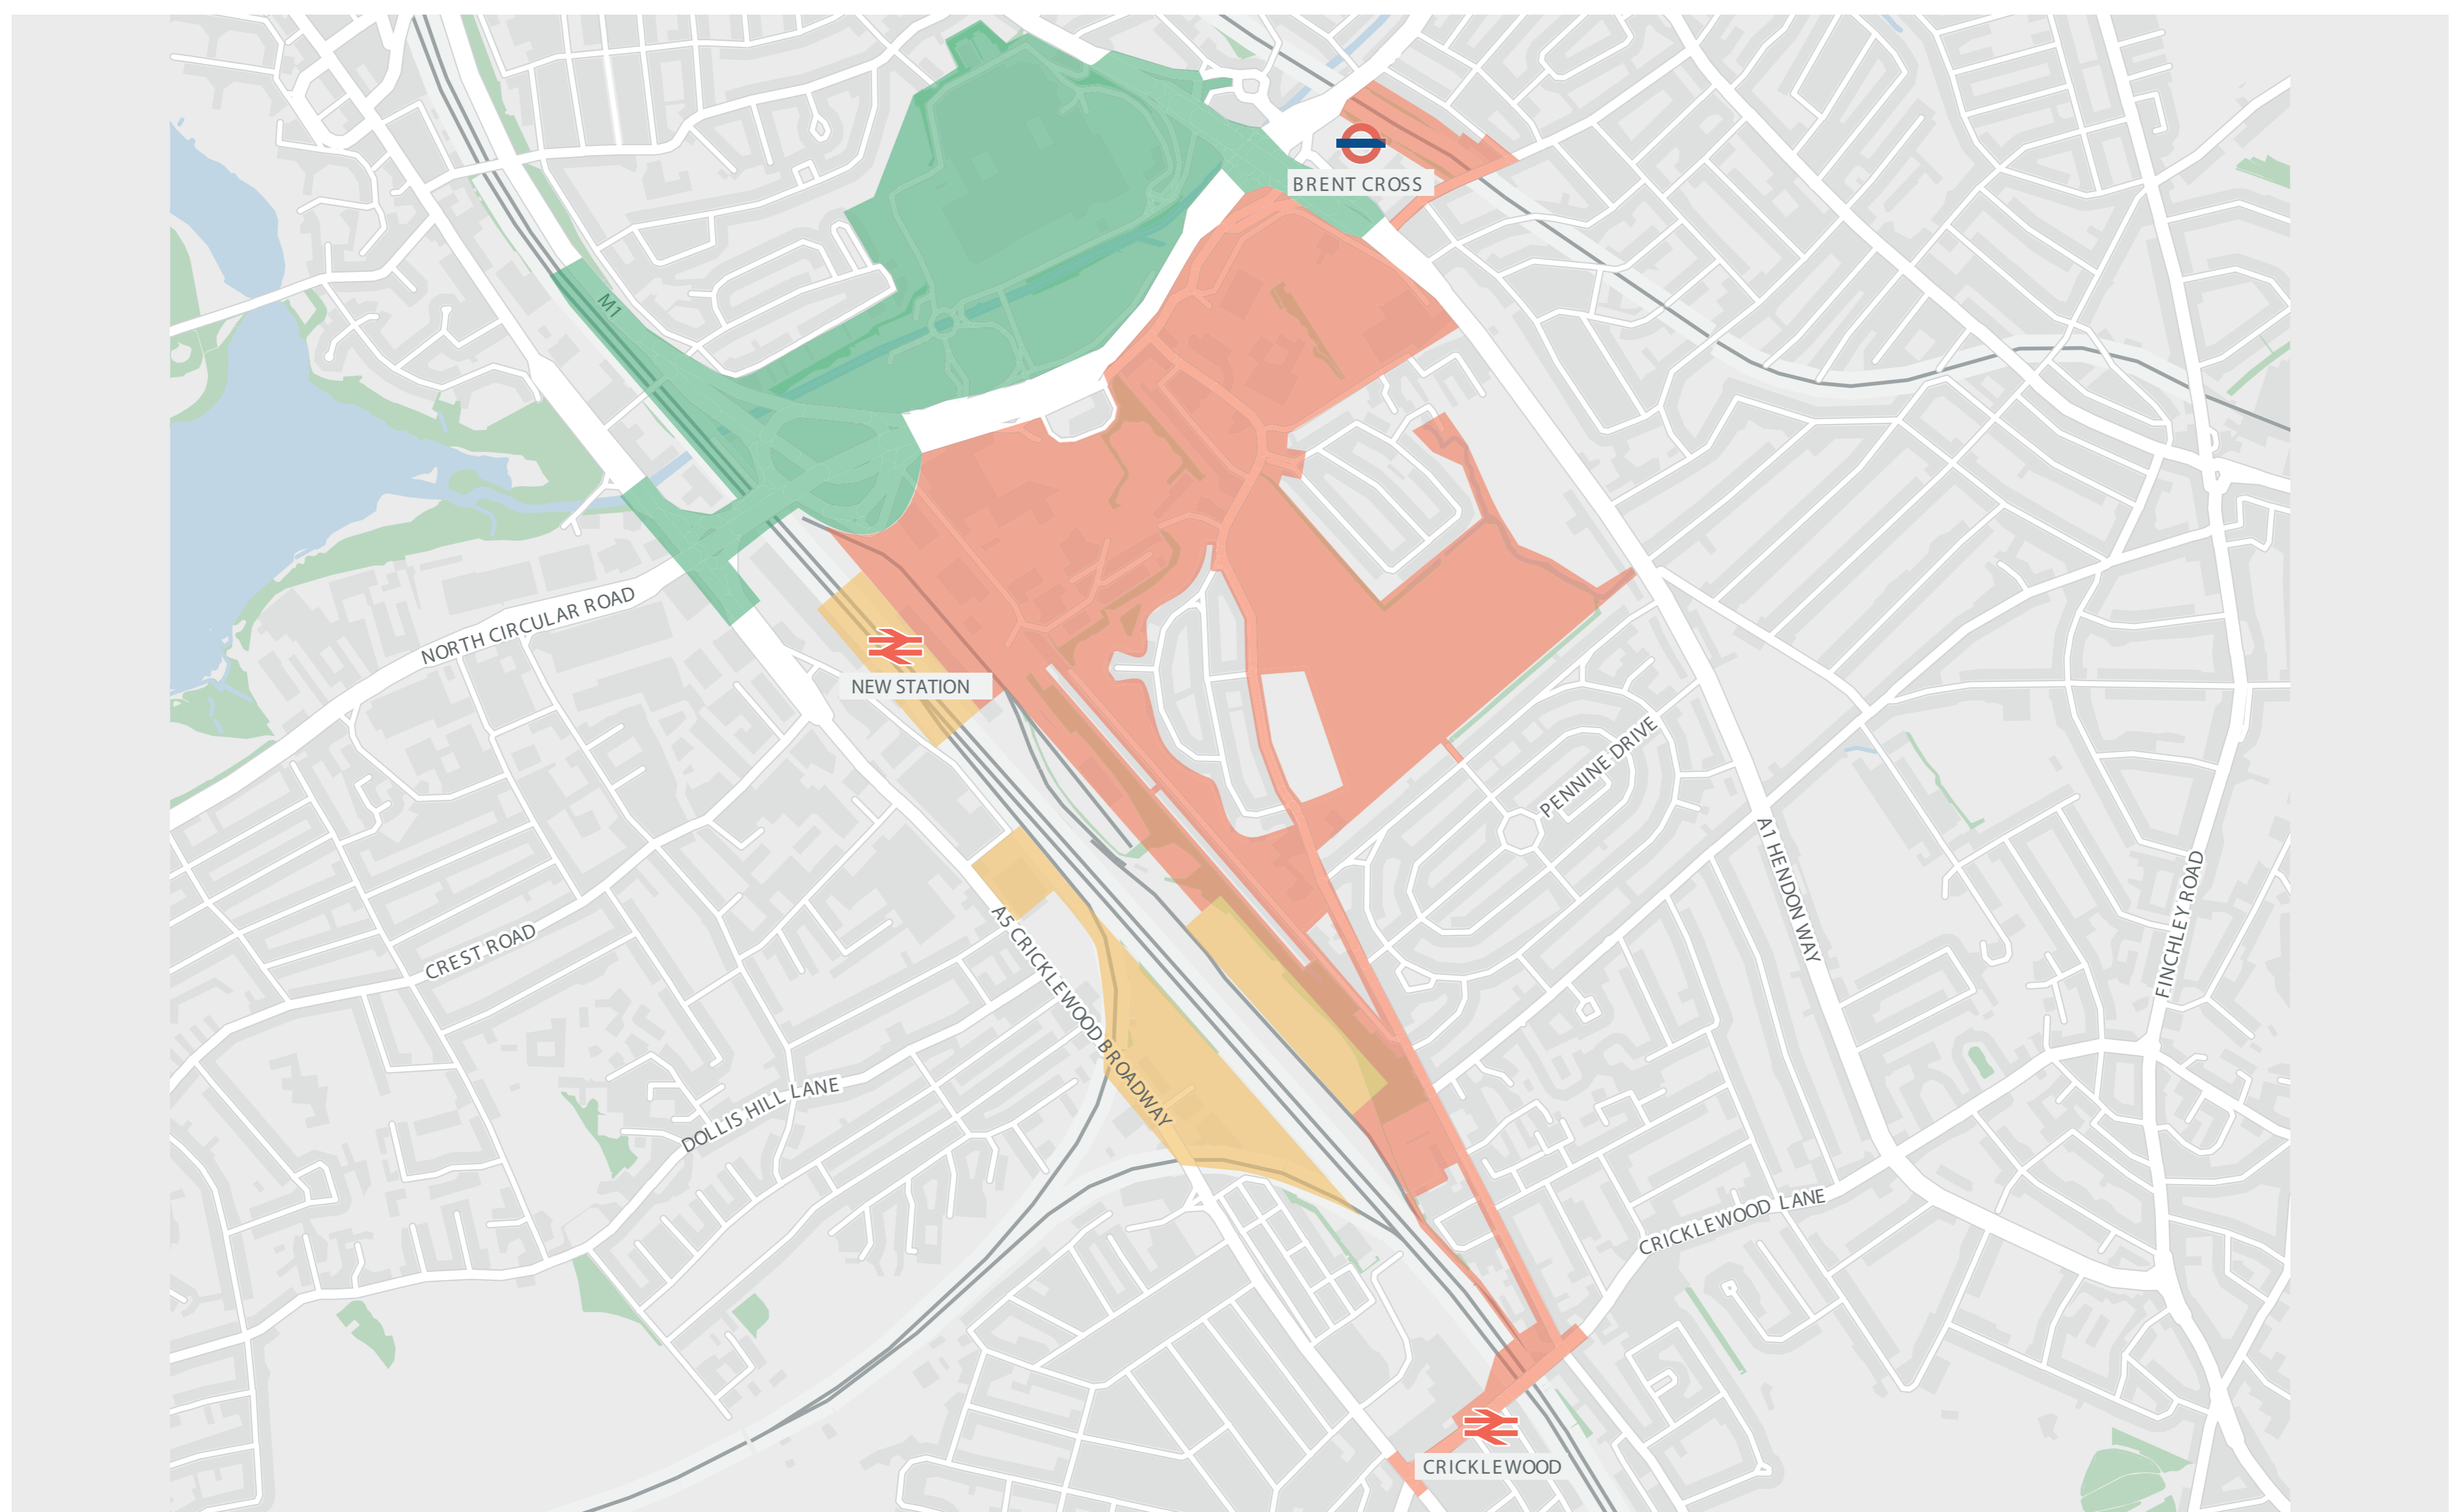 BRENT CROSS
M1
NORTH CIRCULAR ROAD
NEW STATION
PENNINE DRIVE
A1 HENDON WAY
FINCHLEY ROAD
CREST ROAD
A5 CRICKLEWOOD BROADWAY
DOLLIS HILL LANE
CRICKLEWOOD LANE
CRICKLEWOOD